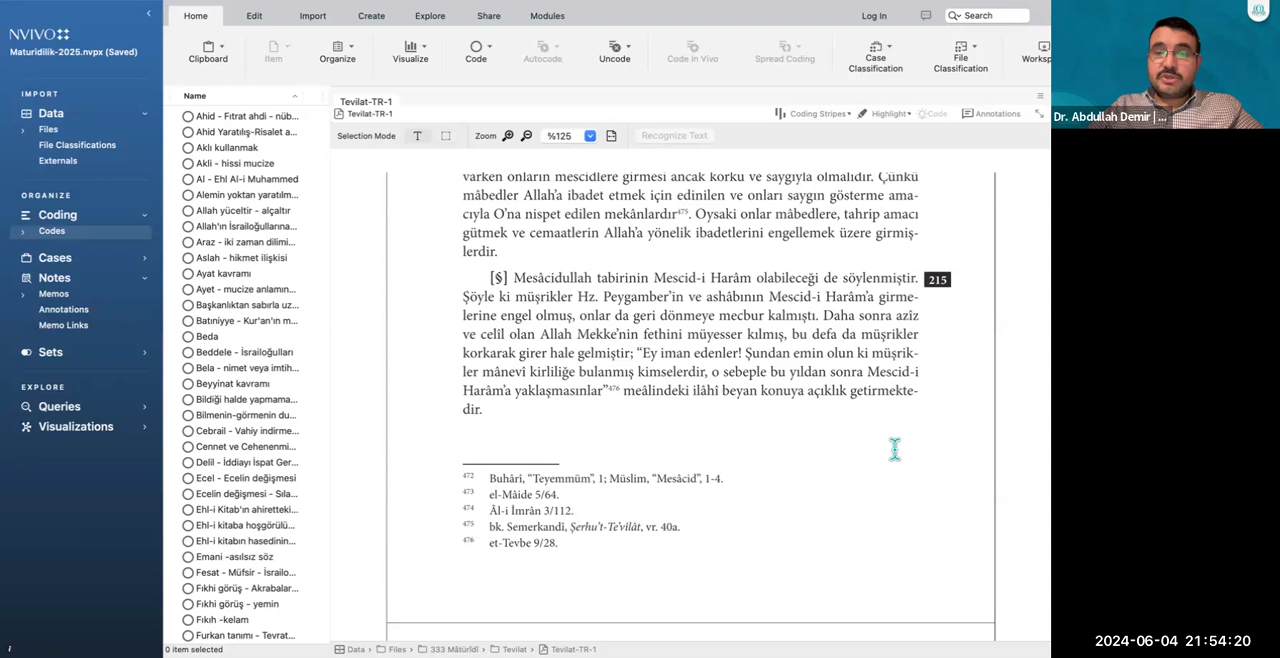 Home Edit Import Create Explore Share Modules Log In Search
NVIVO
Maturidilik-2025.nvpx (Saved)
Clipboard Item Organize Visualize Code Autocode Uncode Code In Vivo Spread Coding Case Classification File Classification Worksp
IMPORT
Data
Files
File Classifications
Externals
ORGANIZE
Coding
Codes
Cases
Notes
Memos
Annotations
Memo Links
Sets
EXPLORE
Queries
Visualizations
Name
Ahid - Fıtrat ahdi - nüb...
Ahid Yaratılış-Risalet a...
Aklı kullanmak
Akli - hissi mucize
Al - Ehl Al-i Muhammed
Alemin yoktan yaratılm...
Allah yüceltir - alçaltır
Allah'ın İsrailoğullarına...
Araz - iki zaman dilimi...
Aslah - hikmet ilişkisi
Ayat kavramı
Ayet - mucize anlamın...
Başkanlıktan sabırla uz...
Batıniyye - Kur'an'ın m...
Beda
Beddele - İsrailoğulları
Bela - nimet veya imtih...
Beyyinat kavramı
Bildiği halde yapmama...
Bilmenin-görmenin du...
Cebrail - Vahiy indirme...
Cennet ve Cehenenmi...
Delil - İddiayı İspat Ger...
Ecel - Ecelin değişmesi
Ecelin değişmesi - Sıla...
Ehl-i Kitab'ın ahiretteki...
Ehl-i kitaba hoşgörülü...
Ehl-i kitabın hasedinin...
Emani -asılsız söz
Fesat - Müfsir - İsrailo...
Fıkhi görüş - Akrabalar...
Fıkhi görüş - yemin
Fıkıh -kelam
Furkan tanımı - Tevrat...
0 item selected
Tevilat-TR-1
Tevilat-TR-1 Coding Stripes Highlight Code Annotations
Selection Mode T Zoom %125 Recognize Text
varken onların mescidlere girmesi ancak korku ve saygıyla olmalıdır. Çünkü
mâbedler Allah'a ibadet etmek için edinilen ve onları saygın gösterme ama-
cıyla O'na nispet edilen mekânlardır⁴⁷⁵. Oysaki onlar mâbedlere, tahrip amacı
gütmek ve cemaatlerin Allah'a yönelik ibadetlerini engellemek üzere girmiş-
lerdir.
[§] Mesâcidullah tabirinin Mescid-i Harâm olabileceği de söylenmiştir. 215
Şöyle ki müşrikler Hz. Peygamber'in ve ashâbının Mescid-i Harâm'a girme-
lerine engel olmuş, onlar da geri dönmeye mecbur kalmıştı. Daha sonra azîz
ve celîl olan Allah Mekke'nin fethini müyesser kılmış, bu defa da müşrikler
korkarak girer hale gelmiştir; “Ey iman edenler! Şundan emin olun ki müşrik-
ler mânevî kirliliğe bulanmış kimselerdir, o sebeple bu yıldan sonra Mescid-i
Harâm'a yaklaşmasınlar”⁴⁷⁶ meâlindeki ilâhî beyan konuya açıklık getirmekte-
dir.
472 Buhârî, “Teyemmüm”, 1; Müslim, “Mesâcid”, 1-4.
473 el-Mâide 5/64.
474 Âl-i İmrân 3/112.
475 bk. Semerkandî, Şerhu't-Te'vîlât, vr. 40a.
476 et-Tevbe 9/28.
Data Files 333 Mâtürîdî Tevilat Tevilat-TR-1
Dr. Abdullah Demir | ...
2024-06-04 21:54:20